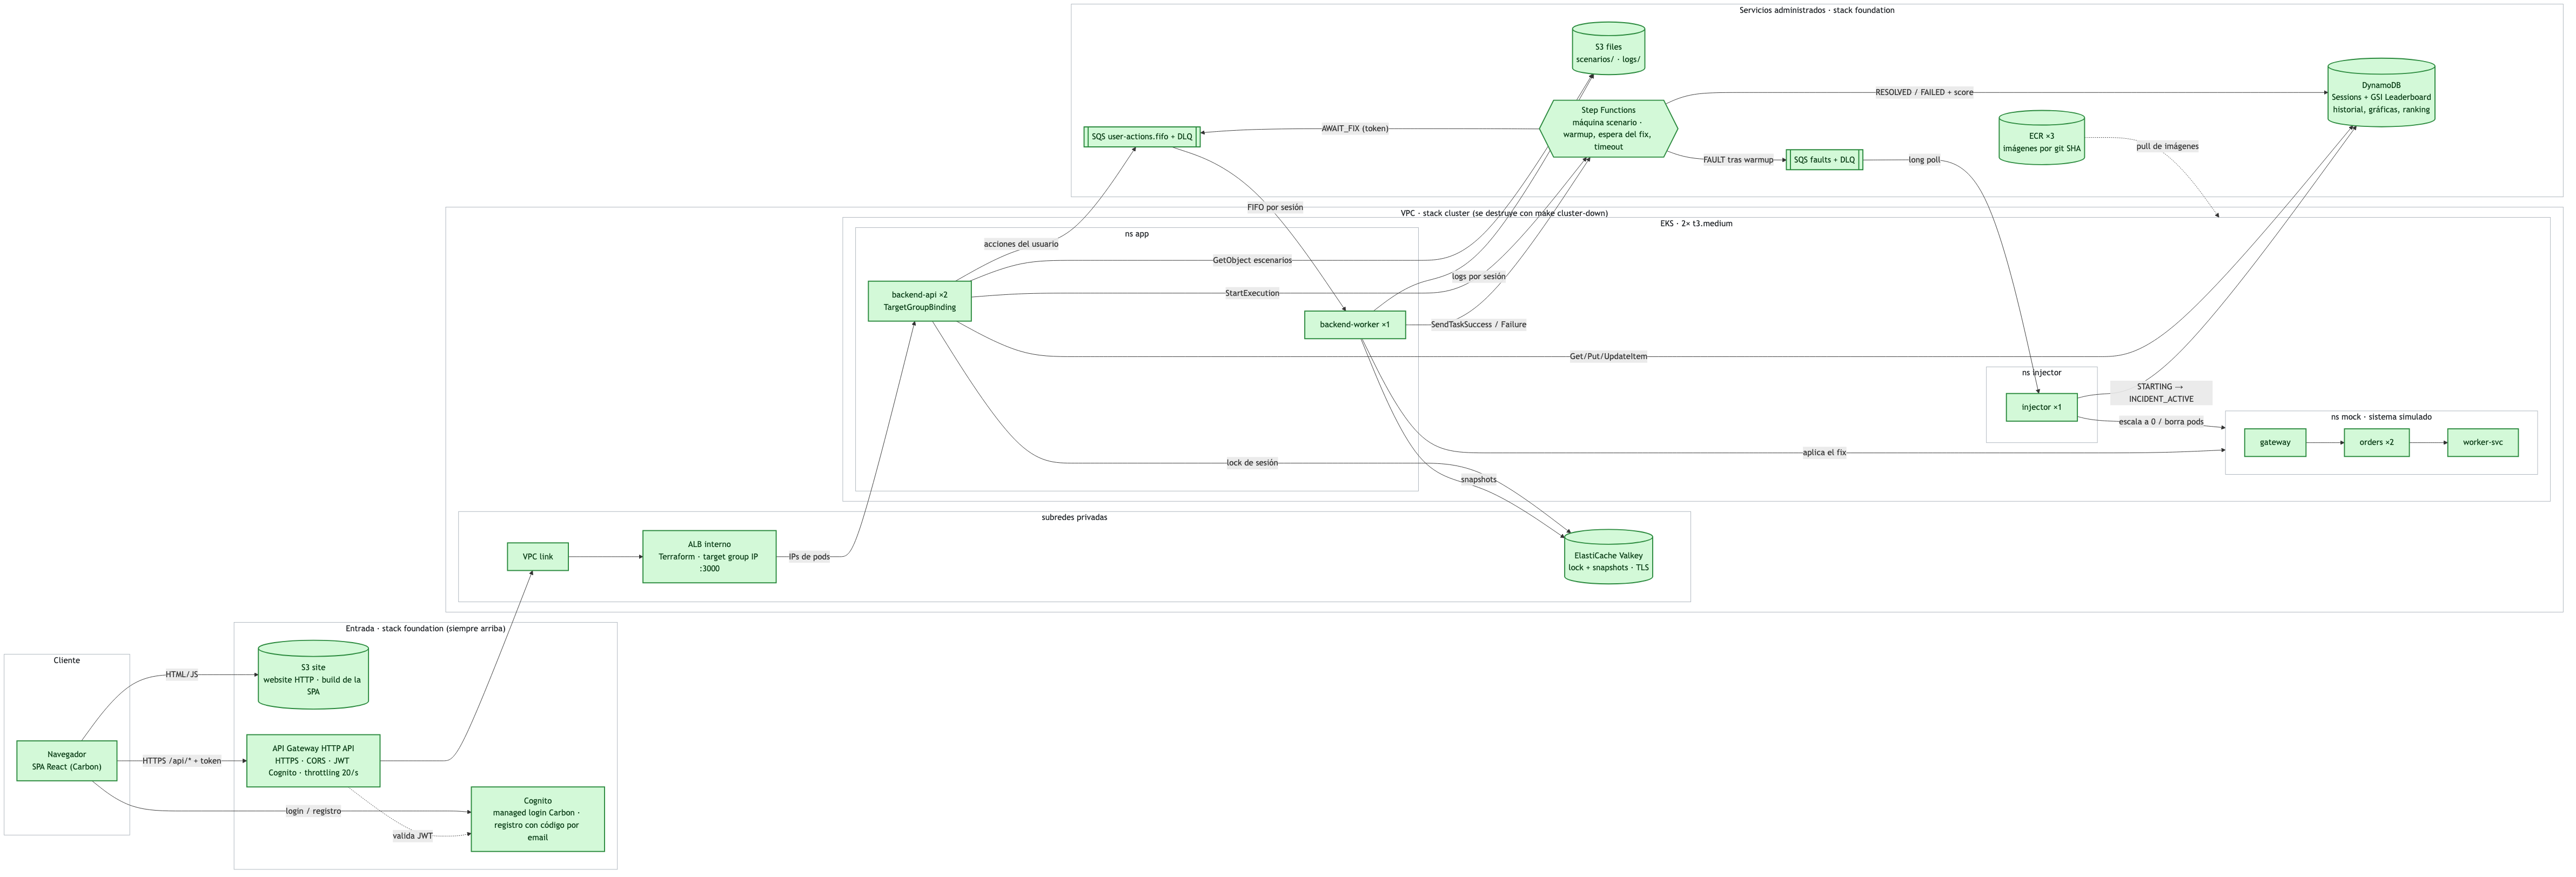 Servicios administrados · stack foundation
S3 files
scenarios/ · logs/
Step Functions
máquina scenario ·
warmup, espera del fix,
timeout
RESOLVED / FAILED + score
DynamoDB
Sessions + GSI Leaderboard
historial, gráficas, ranking
SQS user-actions.fifo + DLQ
AWAIT_FIX (token)
ECR ×3
imágenes por git SHA
pull de imágenes
FAULT tras warmup
SQS faults + DLQ
long poll
FIFO por sesión
VPC · stack cluster (se destruye con make cluster-down)
EKS · 2× t3.medium
ns app
acciones del usuario
GetObject escenarios
logs por sesión
backend-api ×2
TargetGroupBinding
StartExecution
backend-worker ×1
SendTaskSuccess / Failure
Get/Put/UpdateItem
ns injector
injector ×1
STARTING →
INCIDENT_ACTIVE
escala a 0 / borra pods
ns mock · sistema simulado
gateway
orders ×2
worker-svc
aplica el fix
lock de sesión
snapshots
subredes privadas
VPC link
ALB interno
Terraform · target group IP
:3000
IPs de pods
ElastiCache Valkey
lock + snapshots · TLS
Entrada · stack foundation (siempre arriba)
Cliente
HTML/JS
S3 site
website HTTP · build de la
SPA
Navegador
SPA React (Carbon)
HTTPS /api/* + token
API Gateway HTTP API
HTTPS · CORS · JWT
Cognito · throttling 20/s
login / registro
valida JWT
Cognito
managed login Carbon ·
registro con código por
email